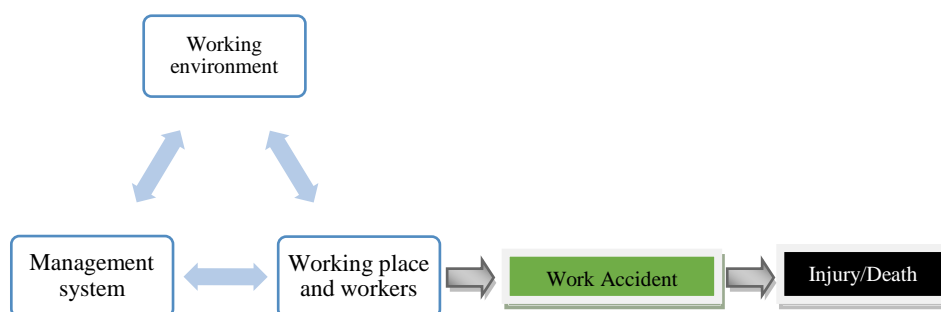 Working
environment
Management
system
Working place
and workers
Work Accident
Injury/Death